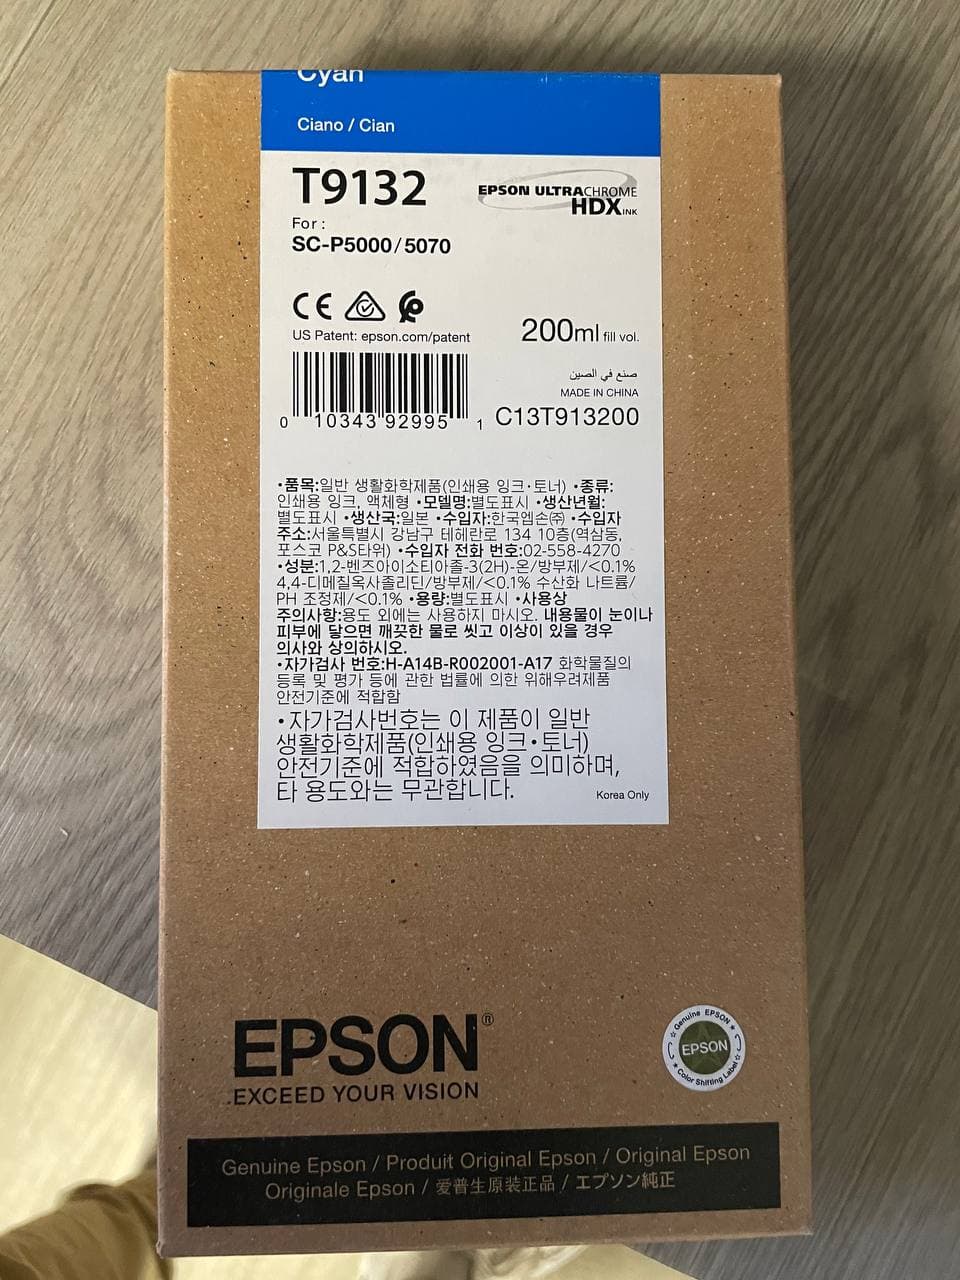 Cyan
Ciano / Cian
T9132
EPSON ULTRACHROME
HDX INK
For :
SC-P5000/5070
CE
US Patent: epson.com/patent
200ml fill vol.
صنع في الصين
MADE IN CHINA
0 10343 92995 1
C13T913200
•품목:일반 생활화학제품(인쇄용 잉크·토너) •종류:
인쇄용 잉크, 액체형 •모델명:별도표시 •생산년월:
별도표시 •생산국:일본 •수입자:한국엡손㈜ •수입자
주소:서울특별시 강남구 테헤란로 134 10층(역삼동,
포스코 P&S타워) •수입자 전화 번호:02-558-4270
•성분:1,2-벤즈아이소티아졸-3(2H)-온/방부제/<0.1%
4,4-디메칠옥사졸리딘/방부제/<0.1% 수산화 나트륨/
PH 조정제/<0.1% •용량:별도표시 •사용상
주의사항:용도 외에는 사용하지 마시오. 내용물이 눈이나
피부에 닿으면 깨끗한 물로 씻고 이상이 있을 경우
의사와 상의하시오.
•자가검사 번호:H-A14B-R002001-A17 화학물질의
등록 및 평가 등에 관한 법률에 의한 위해우려제품
안전기준에 적합함
•자가검사번호는 이 제품이 일반
생활화학제품(인쇄용 잉크·토너)
안전기준에 적합하였음을 의미하며,
타 용도와는 무관합니다.
Korea Only
EPSON®
EXCEED YOUR VISION
Genuine EPSON
EPSON
Color Shifting Label
Genuine Epson / Produit Original Epson / Original Epson
Originale Epson / 爱普生原装正品 / エプソン純正